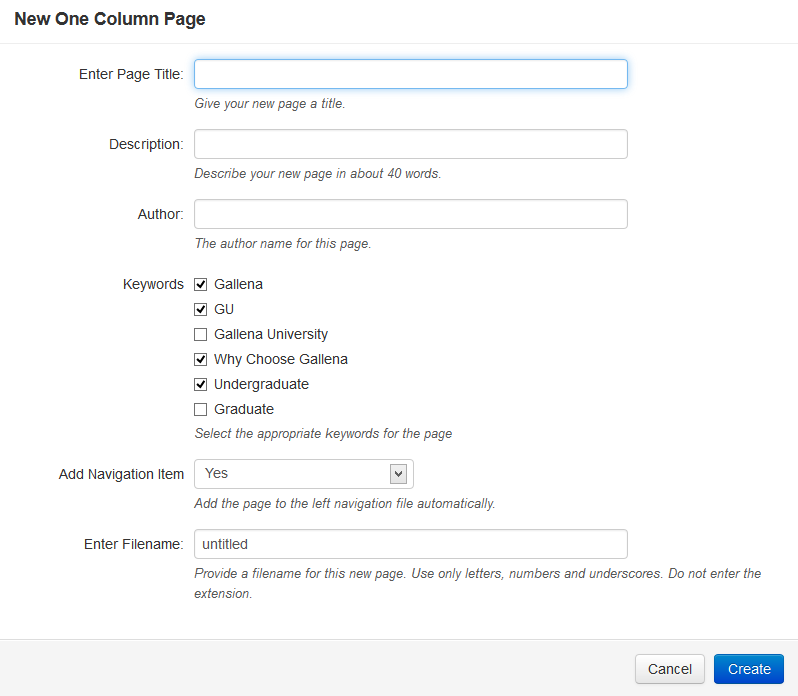 New One Column Page
Enter Page Title:
Give your new page a title.
Description:
Describe your new page in about 40 words.
Author:
The author name for this page.
Keywords Gallena
GU
Gallena University
Why Choose Gallena
Undergraduate
Graduate
Select the appropriate keywords for the page
Add Navigation Item Yes
Add the page to the left navigation file automatically.
Enter Filename: untitled
Provide a filename for this new page. Use only letters, numbers and underscores. Do not enter the
extension.
Cancel Create